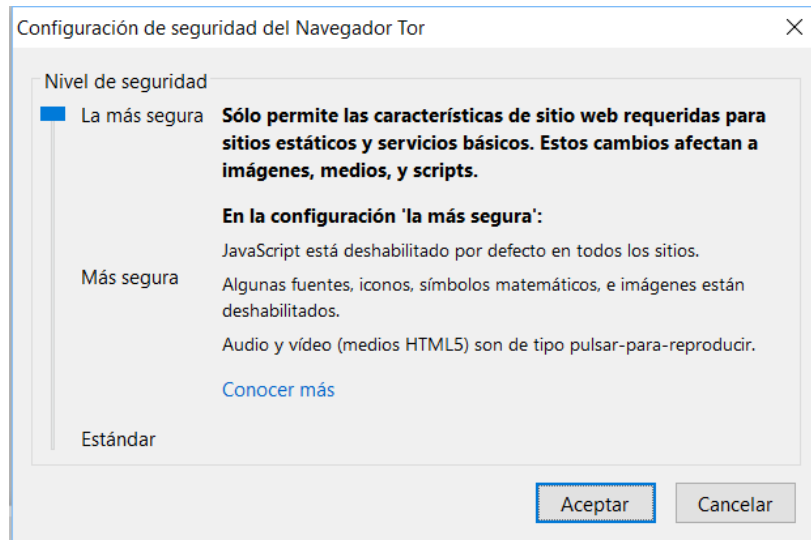 Configuración de seguridad del Navegador Tor
Nivel de seguridad
La más segura
Sólo permite las características de sitio web requeridas para
sitios estáticos y servicios básicos. Estos cambios afectan a
imágenes, medios, y scripts.
En la configuración 'la más segura':
JavaScript está deshabilitado por defecto en todos los sitios.
Más segura
Algunas fuentes, iconos, símbolos matemáticos, e imágenes están
deshabilitados.
Audio y vídeo (medios HTML5) son de tipo pulsar-para-reproducir.
Conocer más
Estándar
Aceptar
Cancelar